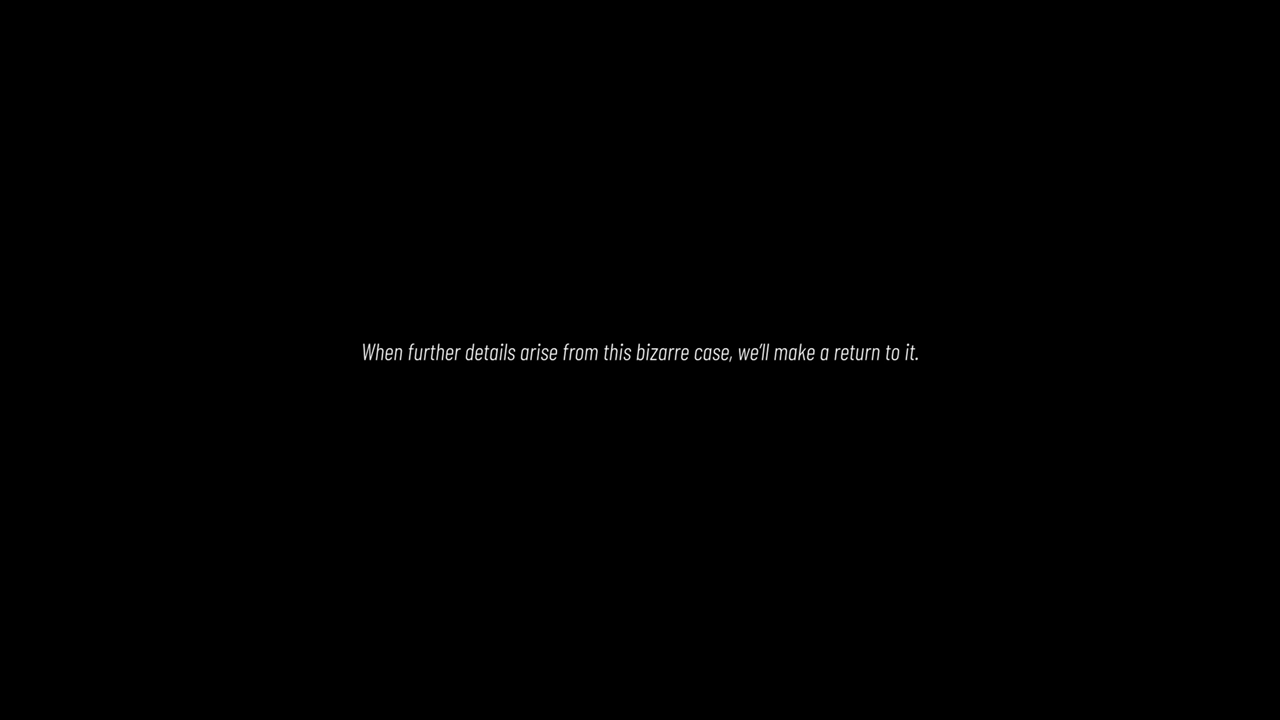 When further details arise from this bizarre case, we’ll make a return to it.